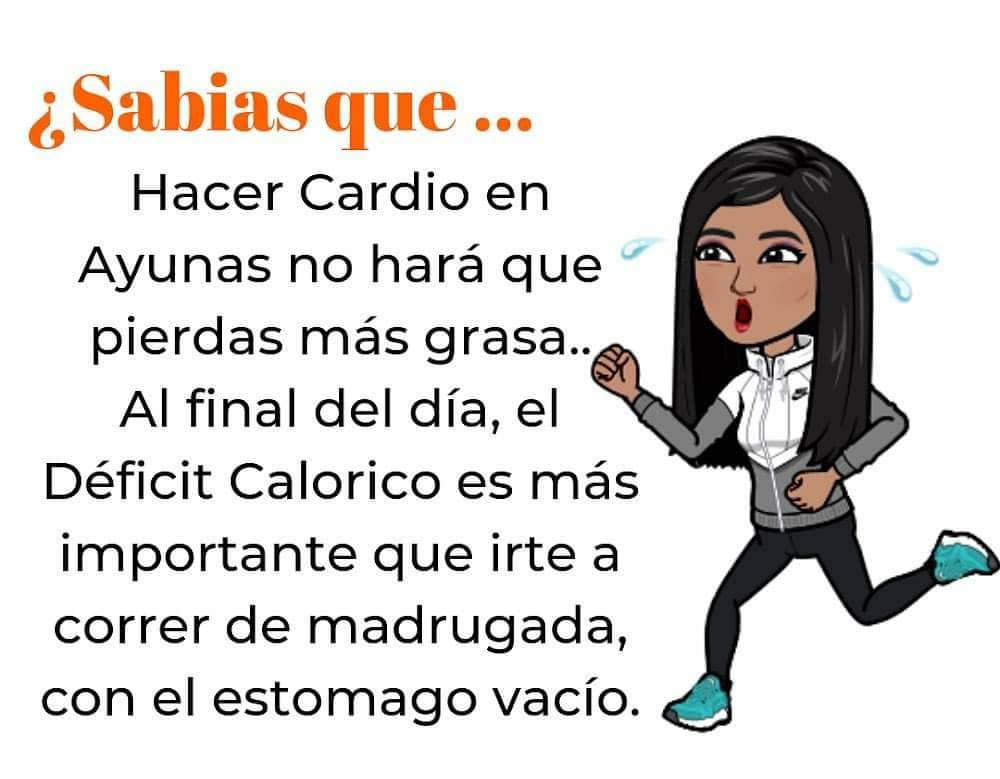 ¿Sabias que ...
Hacer Cardio en
Ayunas no hará que
pierdas más grasa..
Al final del día, el
Déficit Calorico es más
importante que irte a
correr de madrugada,
con el estomago vacío.